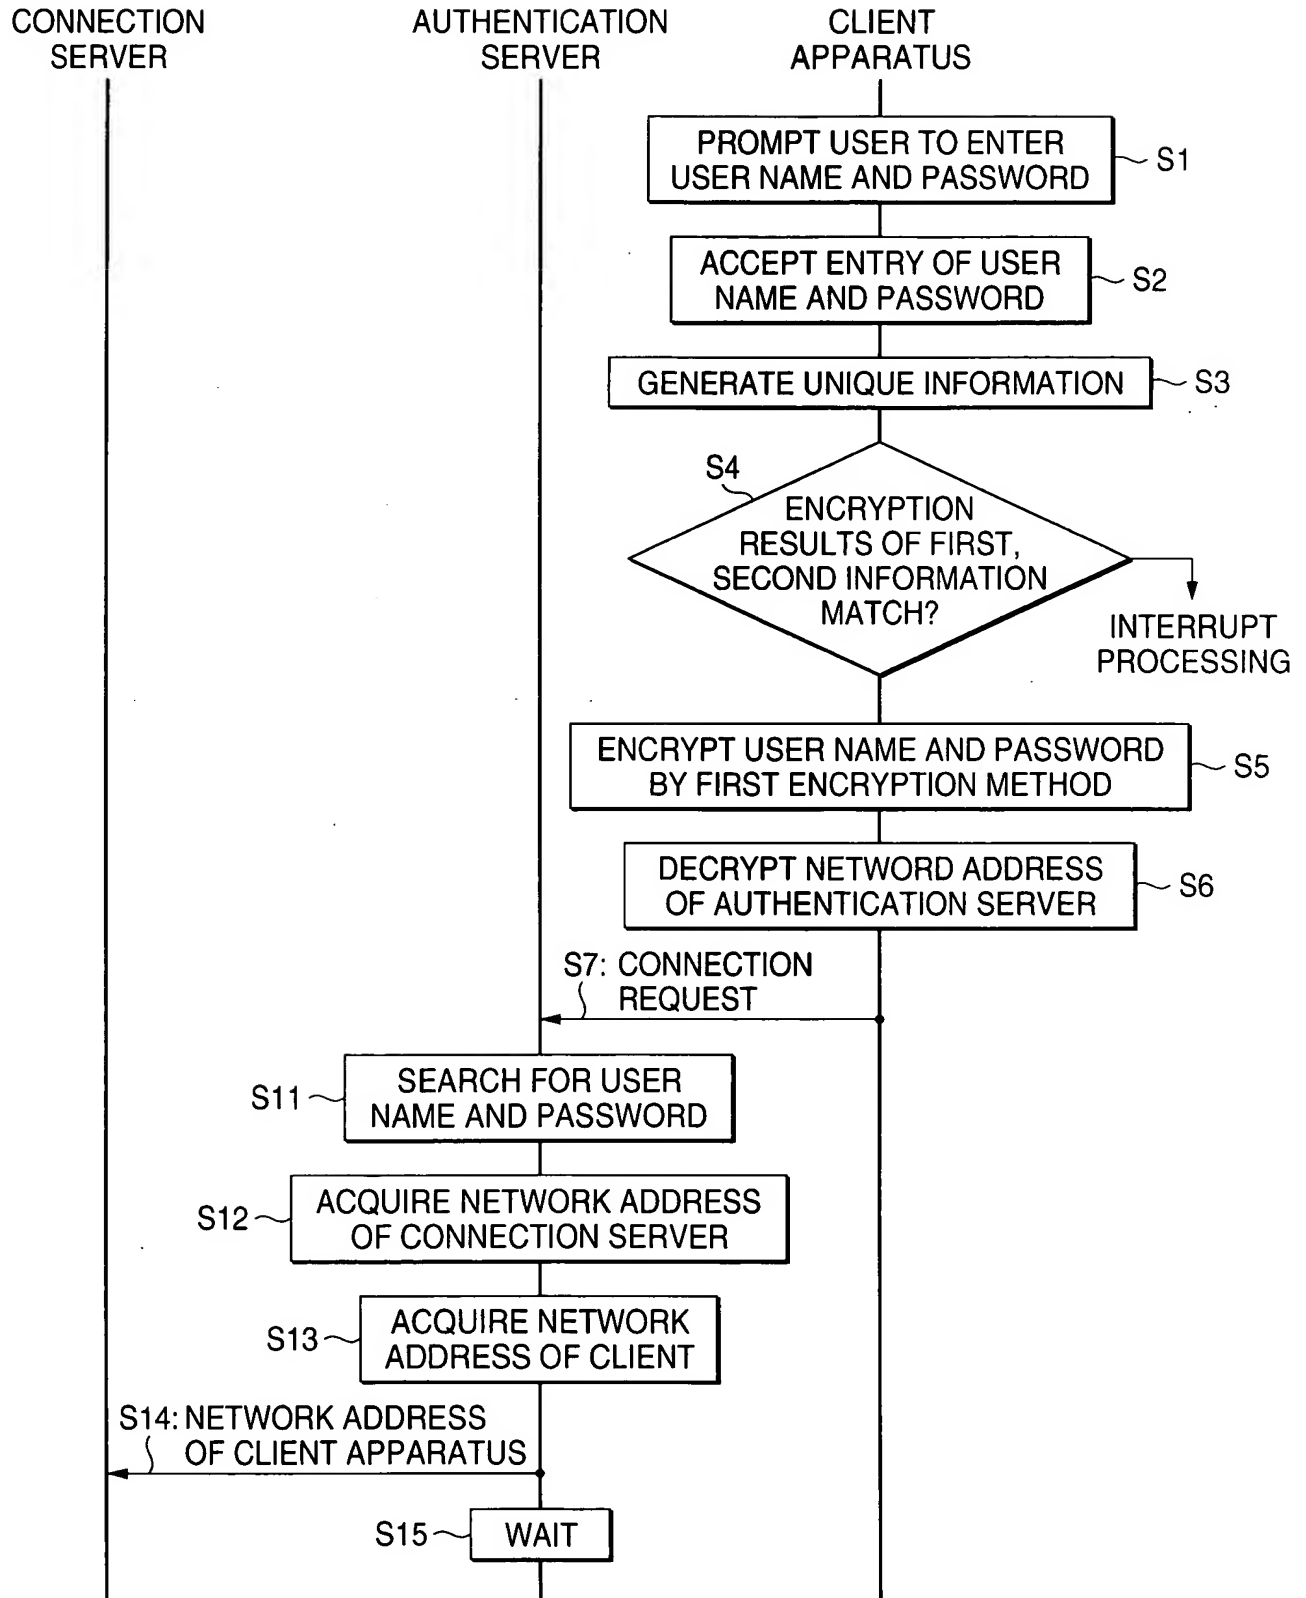 CONNECTION
SERVER
AUTHENTICATION
SERVER
CLIENT
APPARATUS
PROMPT USER TO ENTER
USER NAME AND PASSWORD
S1
ACCEPT ENTRY OF USER
NAME AND PASSWORD
S2
GENERATE UNIQUE INFORMATION
S3
S4
ENCRYPTION
RESULTS OF FIRST,
SECOND INFORMATION
MATCH?
INTERRUPT
PROCESSING
ENCRYPT USER NAME AND PASSWORD
BY FIRST ENCRYPTION METHOD
S5
DECRYPT NETWORD ADDRESS
OF AUTHENTICATION SERVER
S6
S7: CONNECTION
REQUEST
S11
SEARCH FOR USER
NAME AND PASSWORD
S12
ACQUIRE NETWORK ADDRESS
OF CONNECTION SERVER
S13
ACQUIRE NETWORK
ADDRESS OF CLIENT
S14: NETWORK ADDRESS
OF CLIENT APPARATUS
S15
WAIT